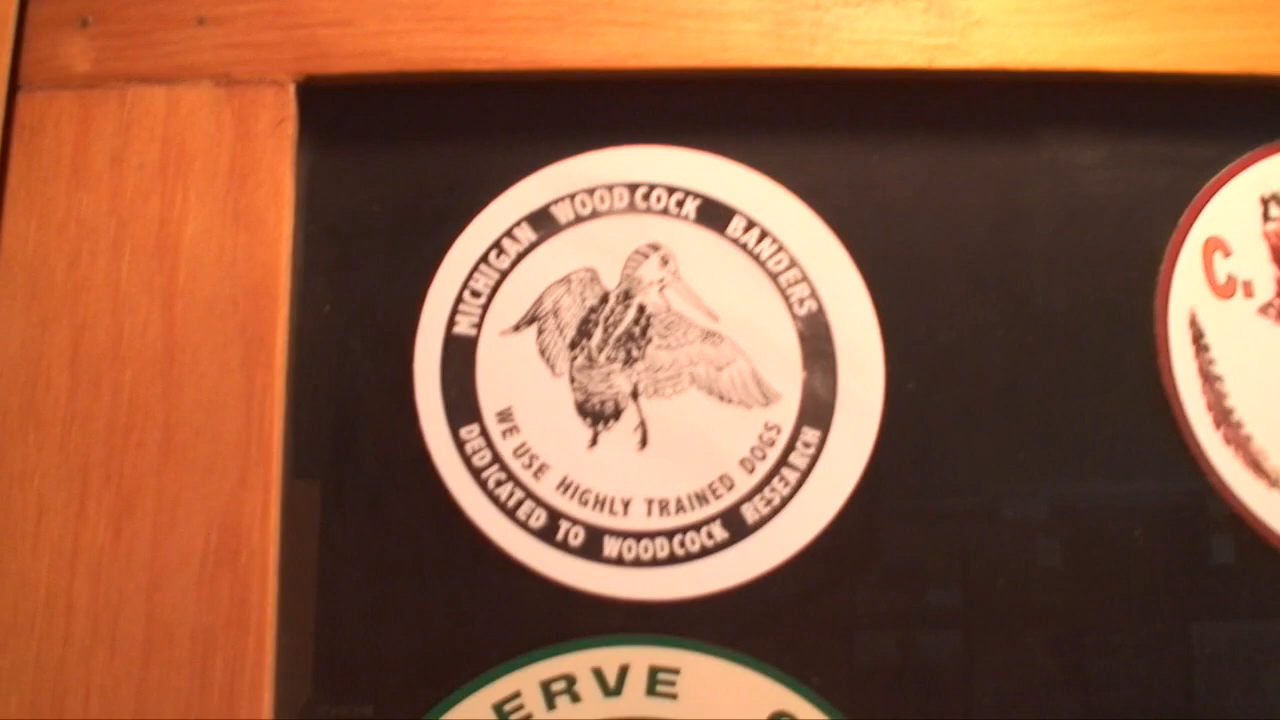 MICHIGAN WOODCOCK BANDERS
WE USE HIGHLY TRAINED DOGS
DEDICATED TO WOODCOCK RESEARCH
C.
ERVE